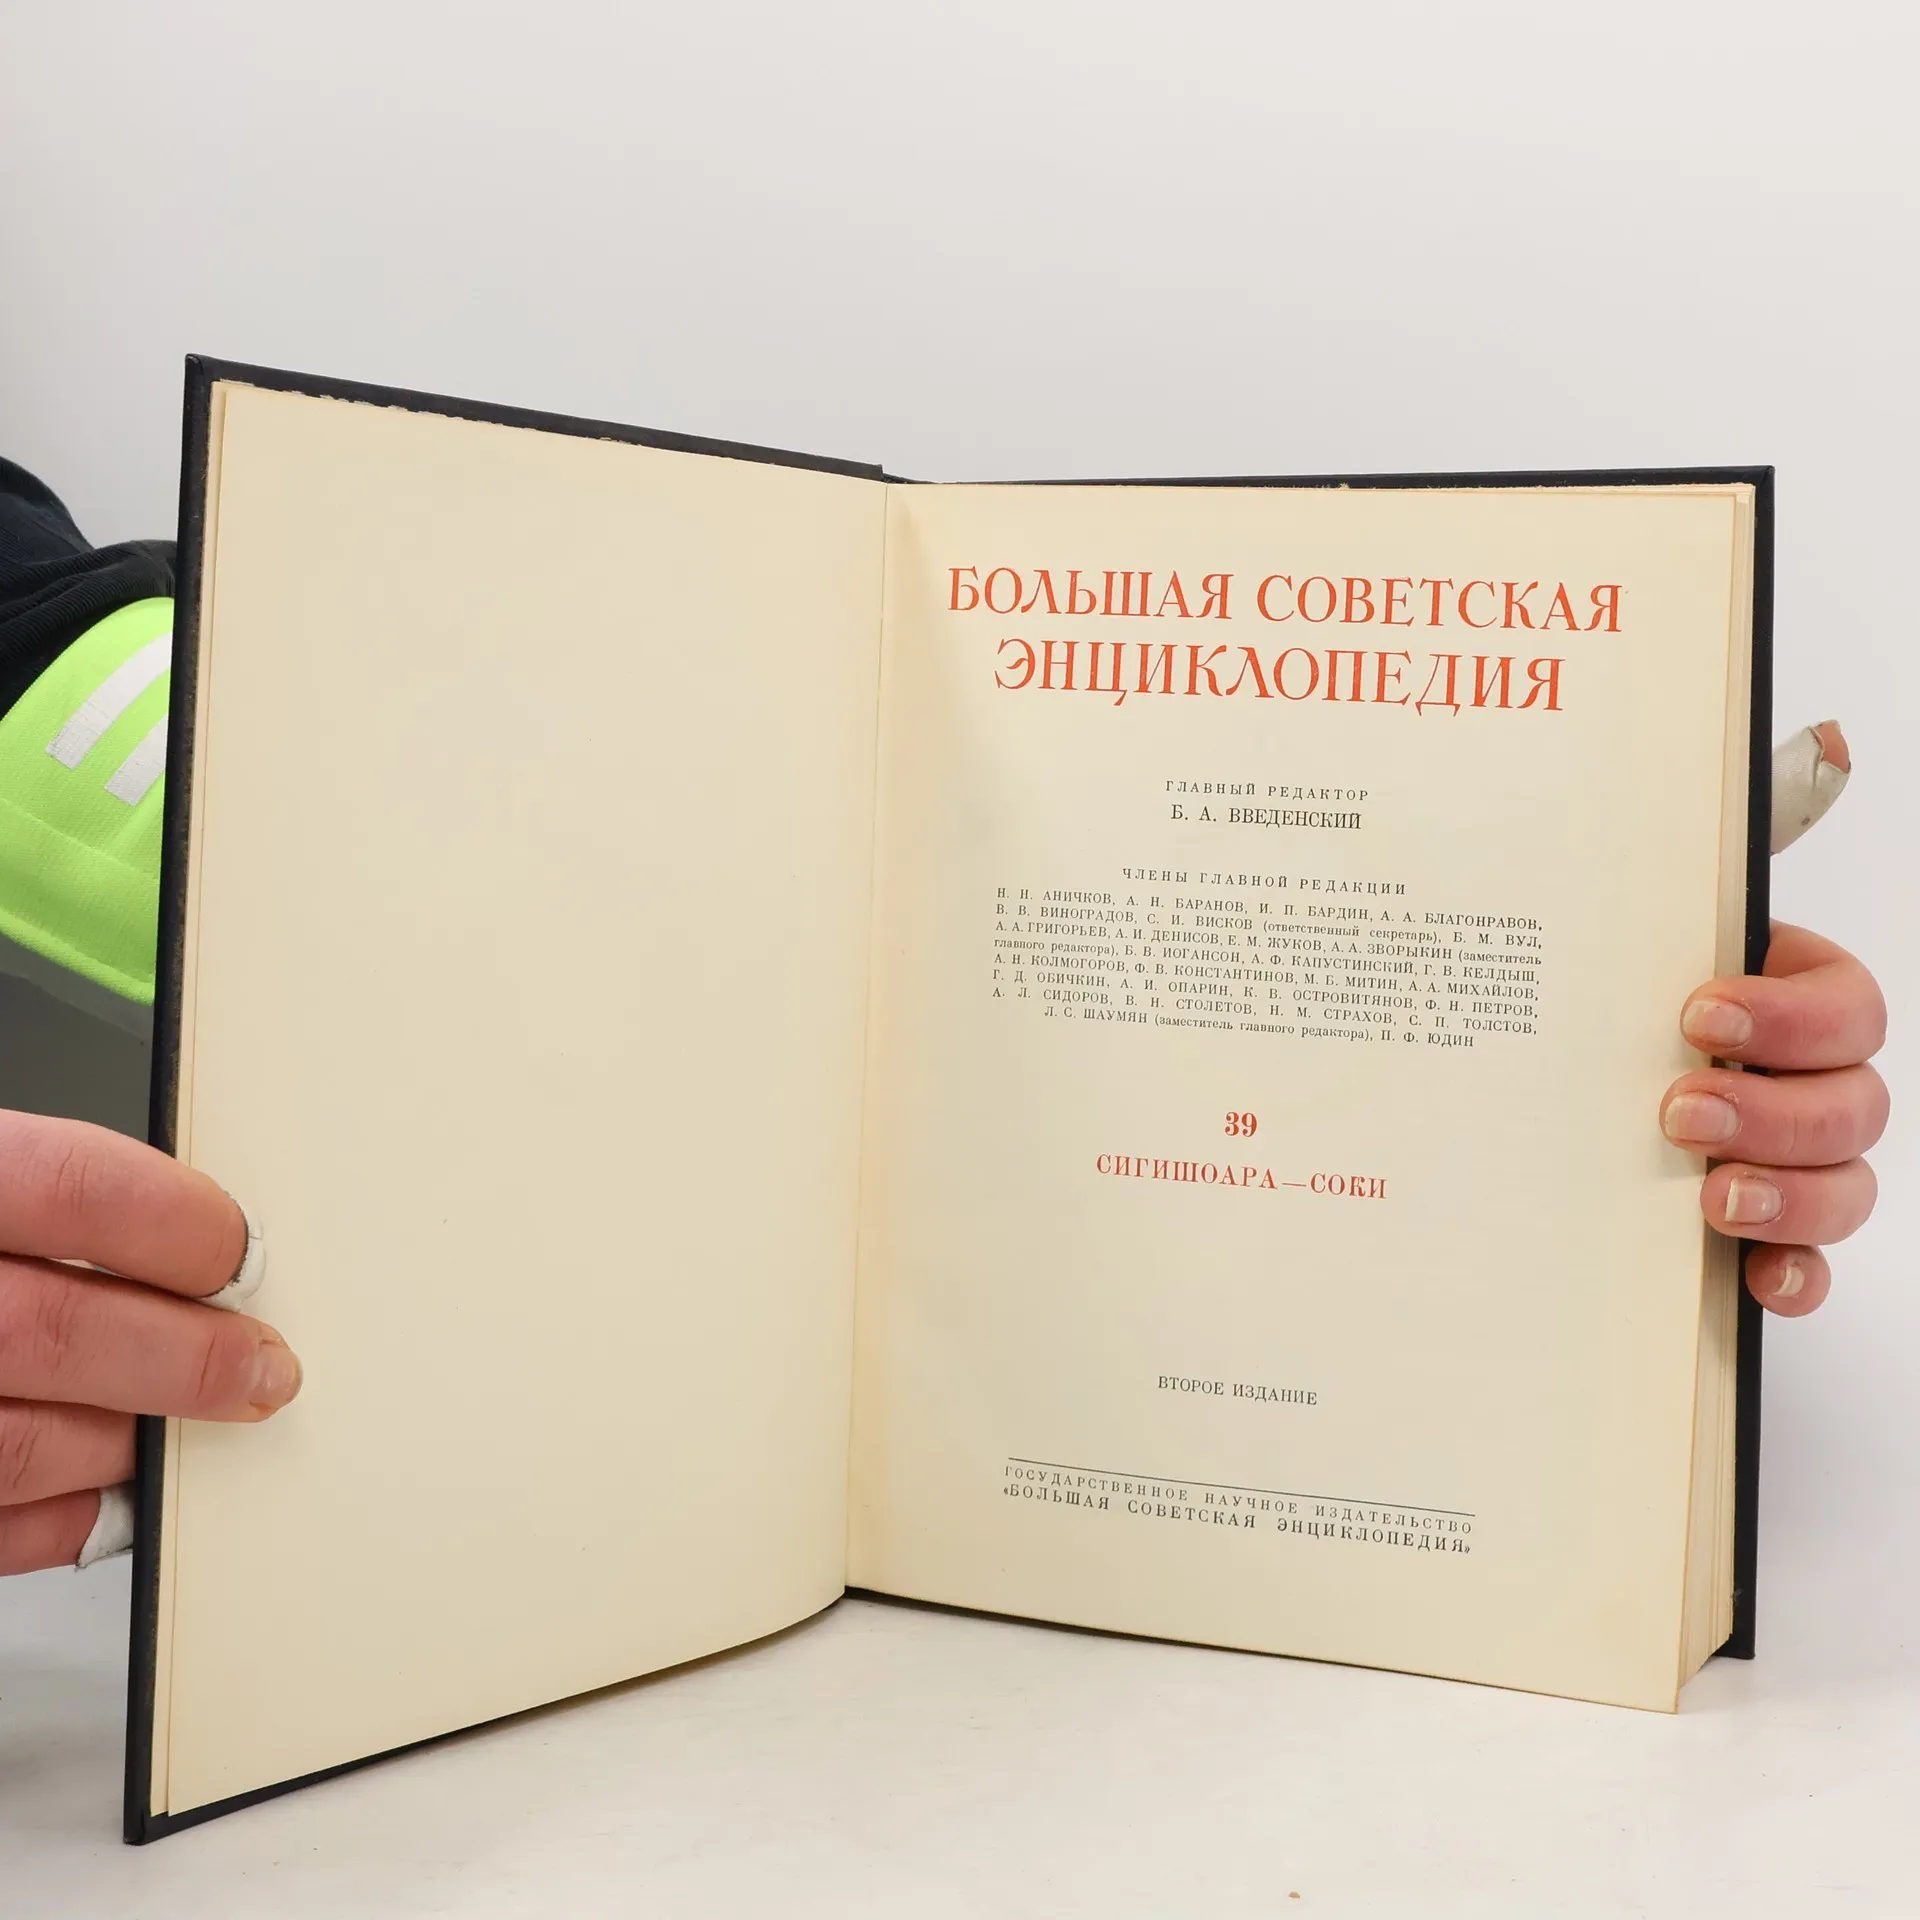 БОЛЬШАЯ СОВЕТСКАЯ
ЭНЦИКЛОПЕДИЯ
ГЛАВНЫЙ РЕДАКТОР
Б. А. ВВЕДЕНСКИЙ
ЧЛЕНЫ ГЛАВНОЙ РЕДАКЦИИ
Н. Н. АНИЧКОВ, А. Н. БАРАНОВ, И. П. БАРДИН, А. А. БЛАГОНРАВОВ,
В. В. ВИНОГРАДОВ, С. И. ВИСКОВ (ответственный секретарь), Б. М. ВУЛ,
А. А. ГРИГОРЬЕВ, А. И. ДЕНИСОВ, Е. М. ЖУКОВ, А. А. ЗВОРЫКИН (заместитель
главного редактора), Б. В. ИОГАНСОН, А. Ф. КАПУСТИНСКИЙ, Г. В. КЕЛДЫШ,
А. Н. КОЛМОГОРОВ, Ф. В. КОНСТАНТИНОВ, М. Б. МИТИН, А. А. МИХАЙЛОВ,
Г. Д. ОБИЧКИН, А. И. ОПАРИН, К. В. ОСТРОВИТЯНОВ, Ф. Н. ПЕТРОВ,
А. Л. СИДОРОВ, В. Н. СТОЛЕТОВ, Н. М. СТРАХОВ, С. П. ТОЛСТОВ,
Л. С. ШАУМЯН (заместитель главного редактора), П. Ф. ЮДИН
39
СИГИШОАРА—СОКИ
ВТОРОЕ ИЗДАНИЕ
ГОСУДАРСТВЕННОЕ НАУЧНОЕ ИЗДАТЕЛЬСТВО
«БОЛЬШАЯ СОВЕТСКАЯ ЭНЦИКЛОПЕДИЯ»